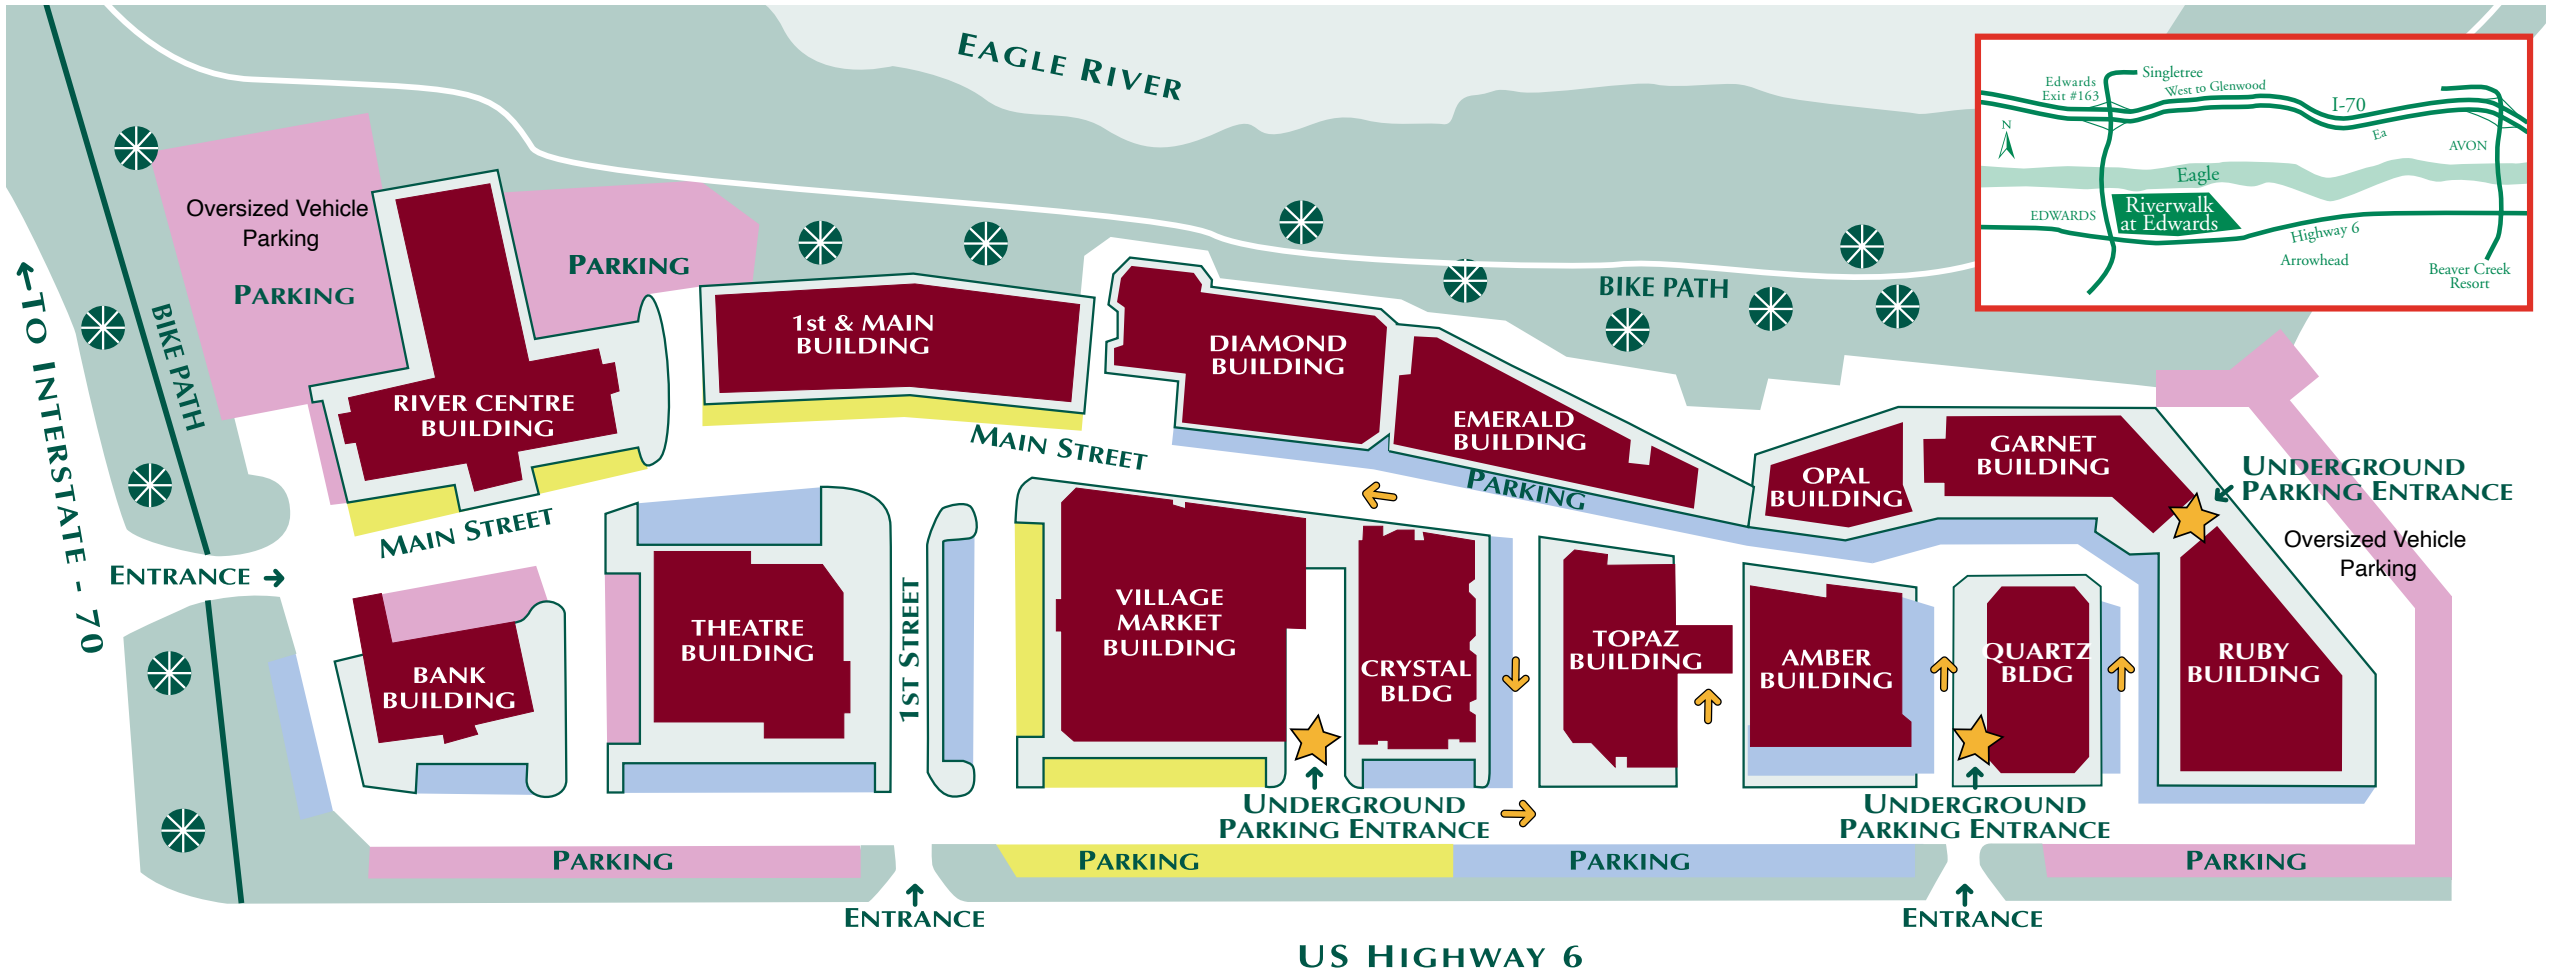 EAGLE RIVER
Oversized Vehicle
Parking
PARKING
PARKING
←TO INTERSTATE - 70
BIKE PATH
RIVER CENTRE
BUILDING
1st & MAIN
BUILDING
DIAMOND
BUILDING
EMERALD
BUILDING
BIKE PATH
OPAL
BUILDING
GARNET
BUILDING
UNDERGROUND
PARKING ENTRANCE
Oversized Vehicle
Parking
MAIN STREET
MAIN STREET
PARKING
ENTRANCE →
BANK
BUILDING
THEATRE
BUILDING
1ST STREET
VILLAGE
MARKET
BUILDING
CRYSTAL
BLDG
TOPAZ
BUILDING
AMBER
BUILDING
QUARTZ
BLDG
RUBY
BUILDING
UNDERGROUND
PARKING ENTRANCE
UNDERGROUND
PARKING ENTRANCE
PARKING
PARKING
PARKING
PARKING
ENTRANCE
ENTRANCE
US HIGHWAY 6
Edwards
Exit #163
Singletree
West to Glenwood
I-70
Ea
N
AVON
Eagle
EDWARDS
Riverwalk
at Edwards
Highway 6
Arrowhead
Beaver Creek
Resort